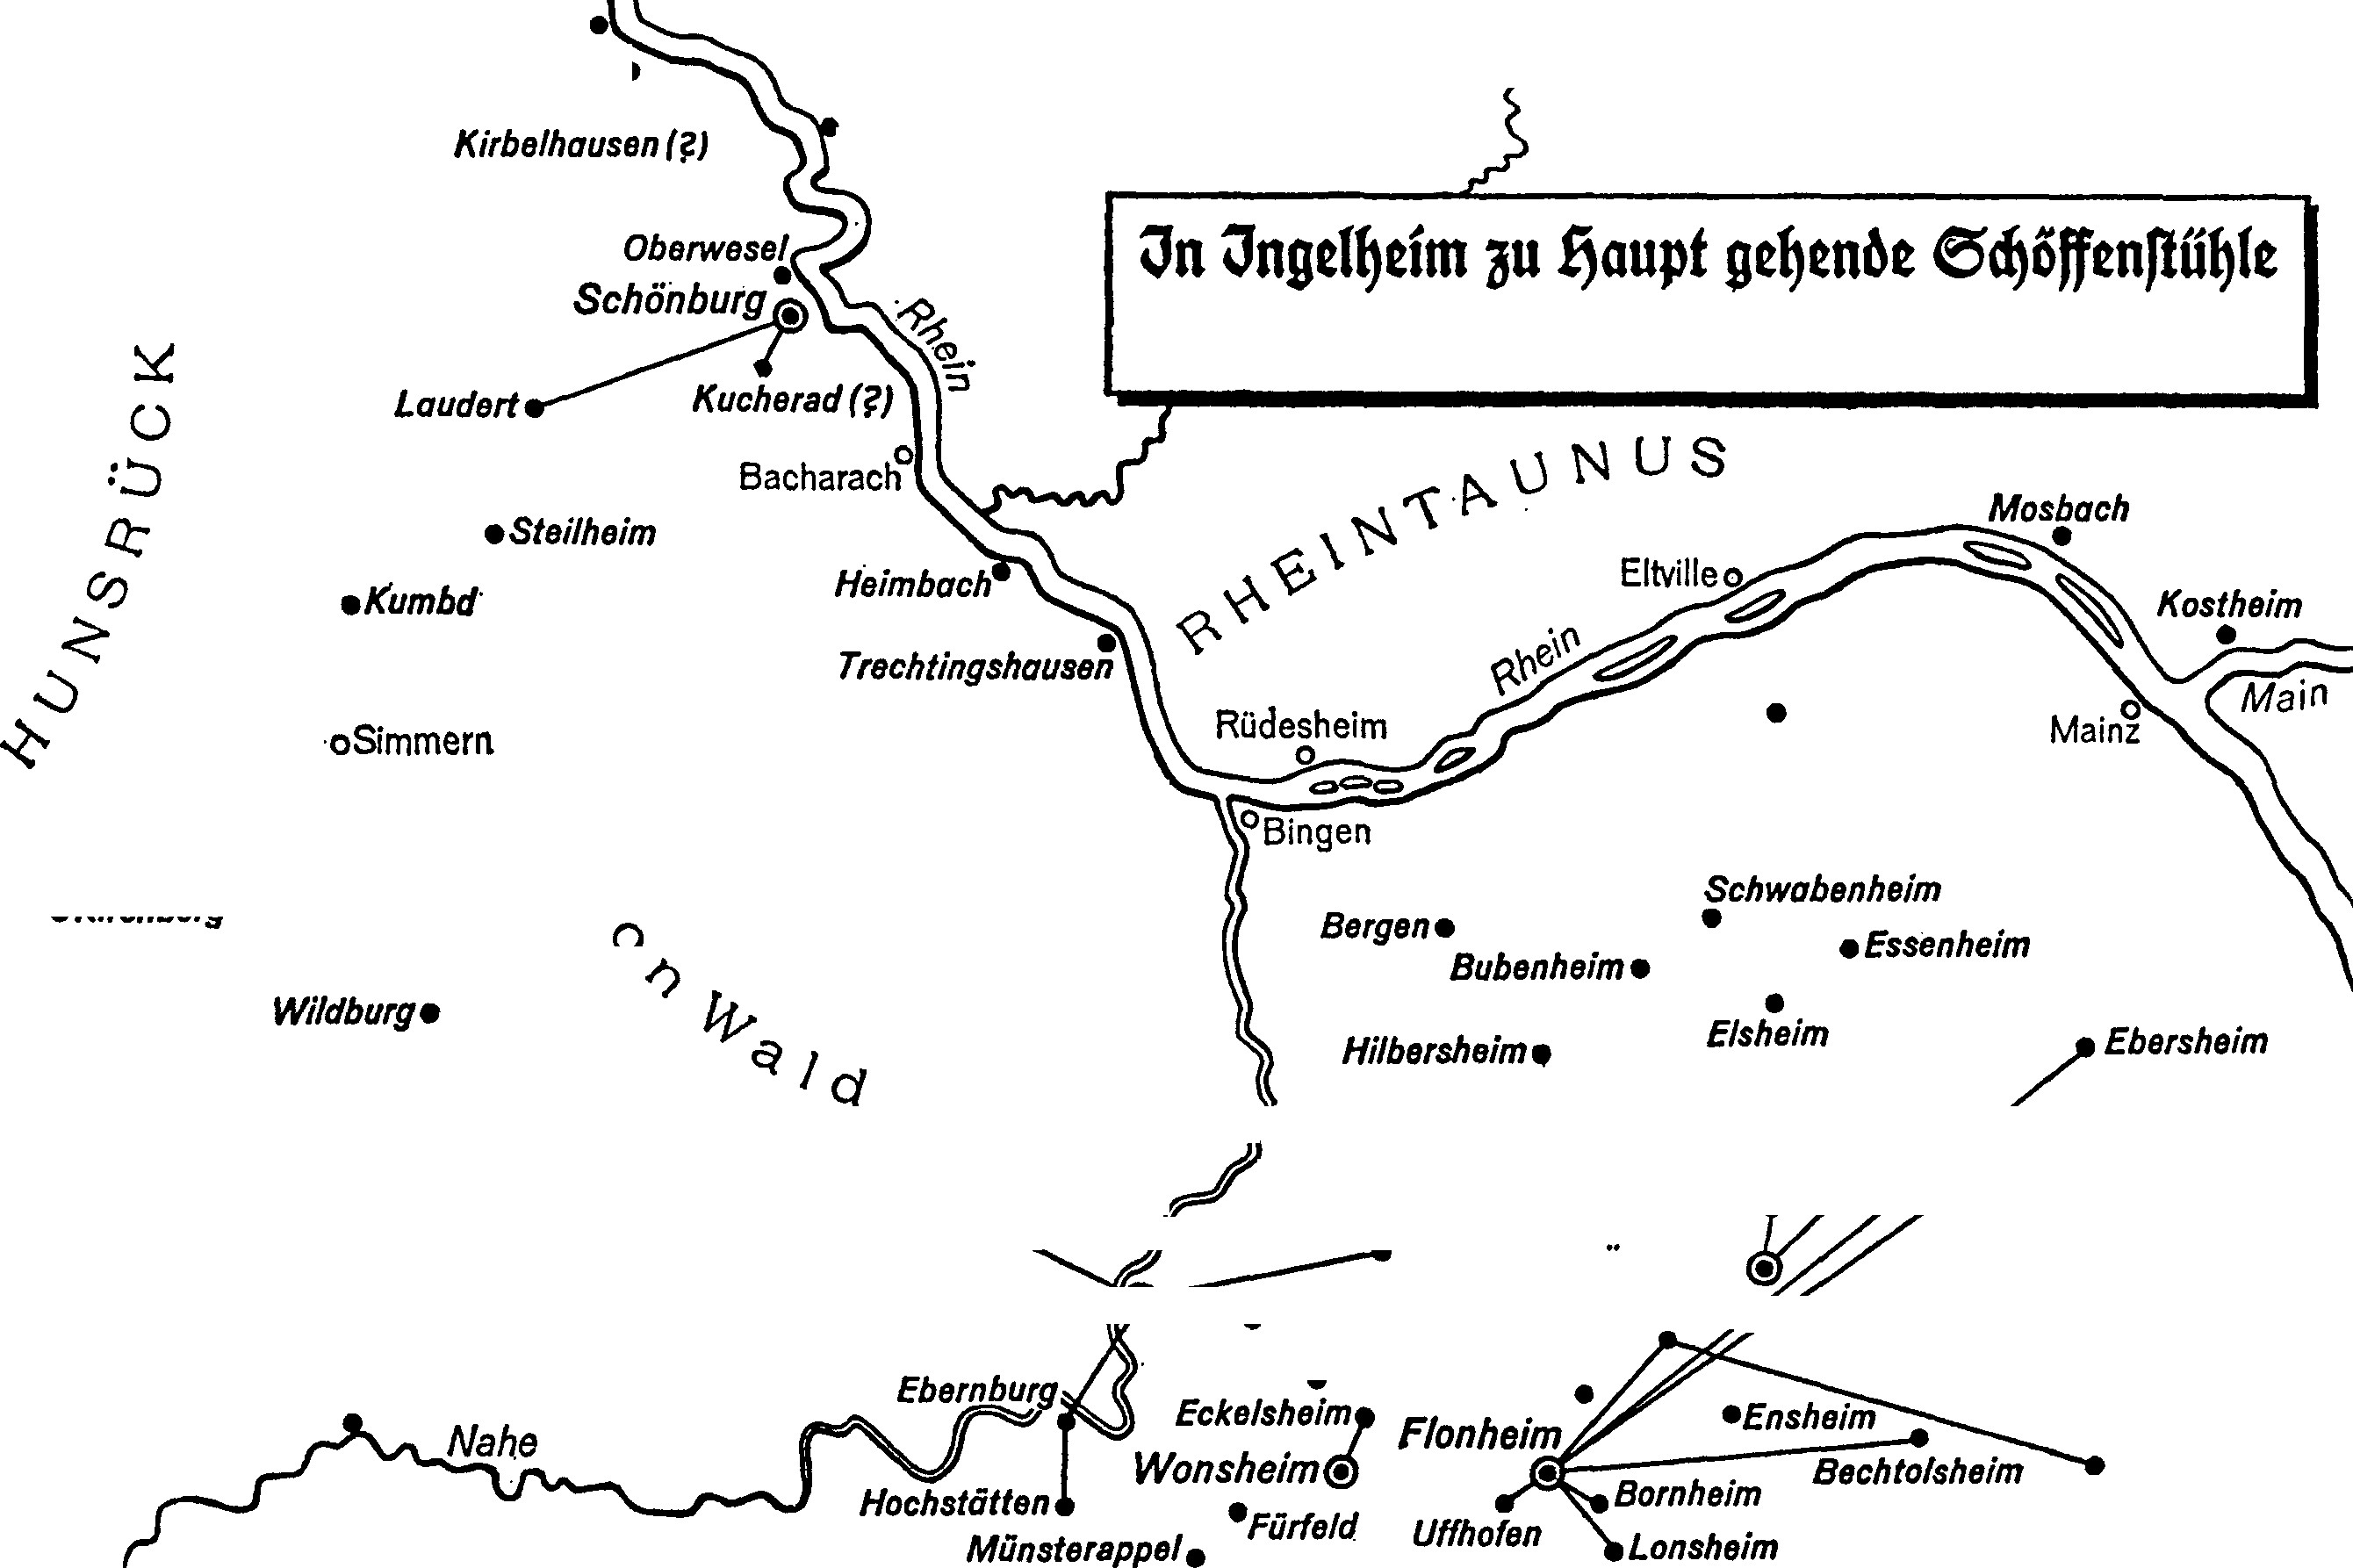 Kirbelhausen (?)
In Ingelheim zu Haupt gehende Schöffenstühle
Oberwesel
Schönburg
Rhein
HUNSRÜCK
Laudert
Kucherad (?)
Bacharach
RHEINTAUNUS
Steilheim
Mosbach
Heimbach
Eltville
Kumbd
Kostheim
Trechtingshausen
Rhein
Main
Rüdesheim
Mainz
Simmern
Bingen
Schwabenheim
Bergen
Essenheim
Bubenheim
Wildburg
n Wald
Elsheim
Hilbersheim
Ebersheim
Ebernburg
Eckelsheim
Ensheim
Flonheim
Nahe
Wonsheim
Bechtolsheim
Hochstätten
Bornheim
Fürfeld
Uffhofen
Münsterappel
Lonsheim